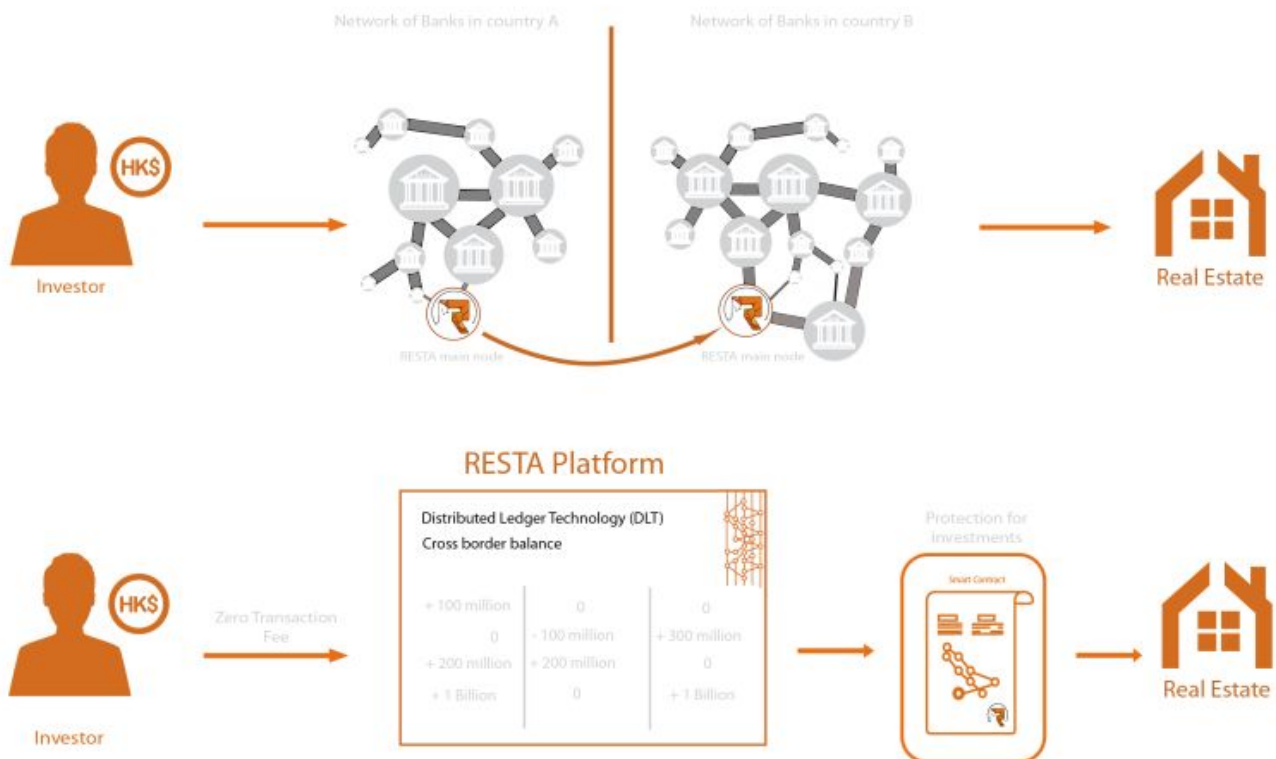 Network of Banks in country A
Network of Banks in country B
HK$
Investor
Real Estate
RESTA main node
RESTA main node
RESTA Platform
Distributed Ledger Technology (DLT)
Cross border balance
Protection for
Investments
HK$
Zero Transaction
Fee
+ 100 million 0 0
0 - 100 million + 300 million
+ 200 million + 200 million 0
+ 1 Billion 0 + 1 Billion
Smart Contract
Investor
Real Estate